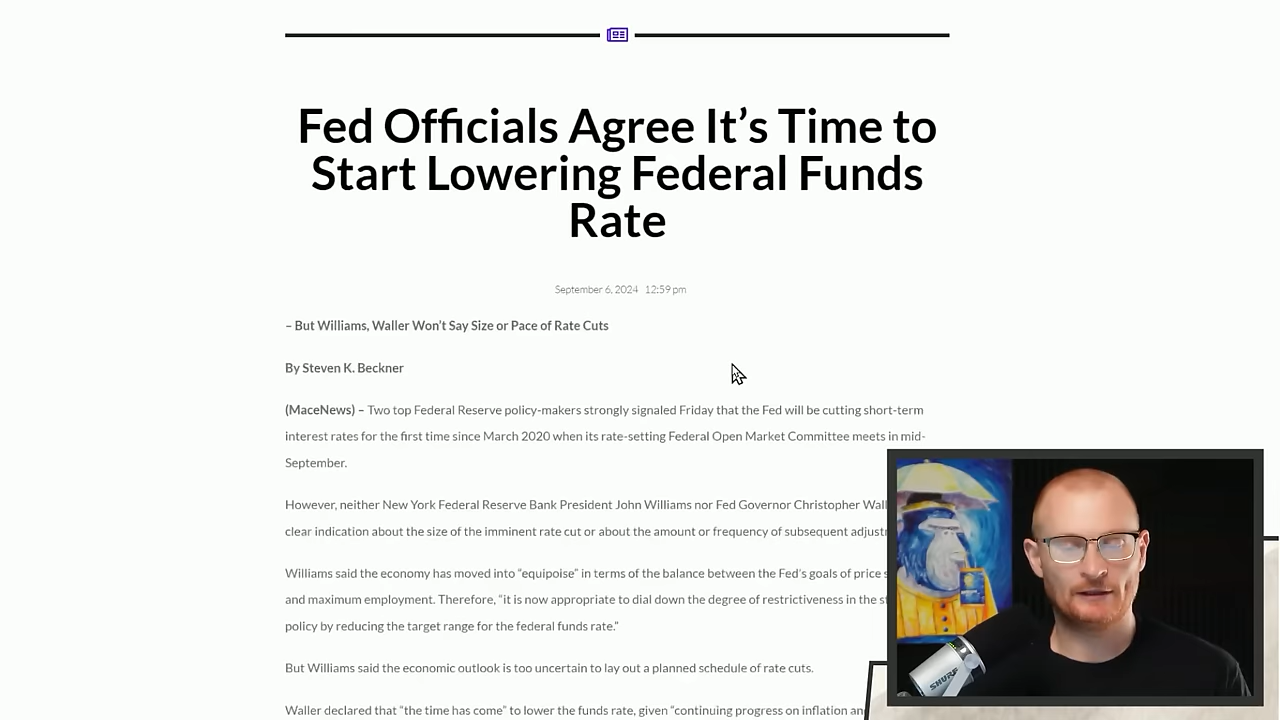 Fed Officials Agree It’s Time to
Start Lowering Federal Funds
Rate
September 6, 2024 12:59 pm
– But Williams, Waller Won’t Say Size or Pace of Rate Cuts
By Steven K. Beckner
(MaceNews) – Two top Federal Reserve policy-makers strongly signaled Friday that the Fed will be cutting short-term
interest rates for the first time since March 2020 when its rate-setting Federal Open Market Committee meets in mid-
September.
However, neither New York Federal Reserve Bank President John Williams nor Fed Governor Christopher
clear indication about the size of the imminent rate cut or about the amount or frequency of subsequent
Williams said the economy has moved into “equipoise” in terms of the balance between the Fed’s goals of price
and maximum employment. Therefore, “it is now appropriate to dial down the degree of restrictiveness in the
policy by reducing the target range for the federal funds rate.”
But Williams said the economic outlook is too uncertain to lay out a planned schedule of rate cuts.
Waller declared that “the time has come” to lower the funds rate, given “continuing progress on inflation
SHURE